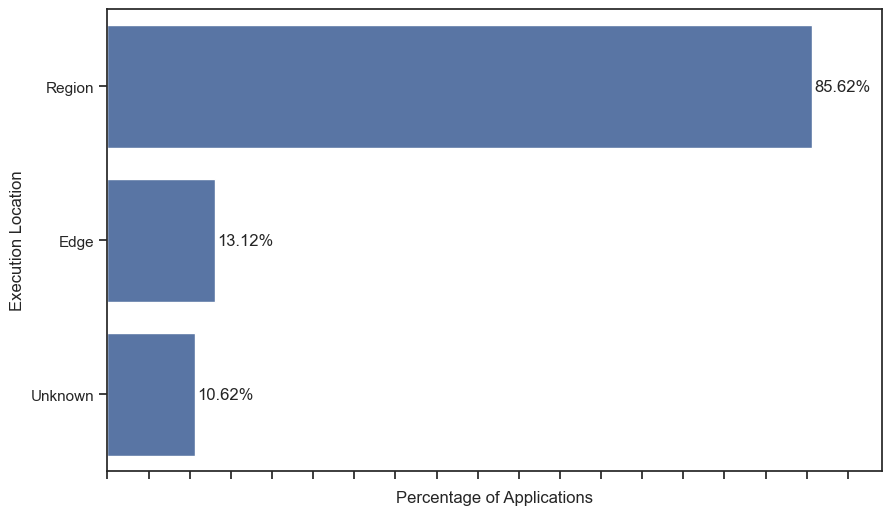 Region
85.62%
Edge
13.12%
Unknown
10.62%
Execution Location
Percentage of Applications